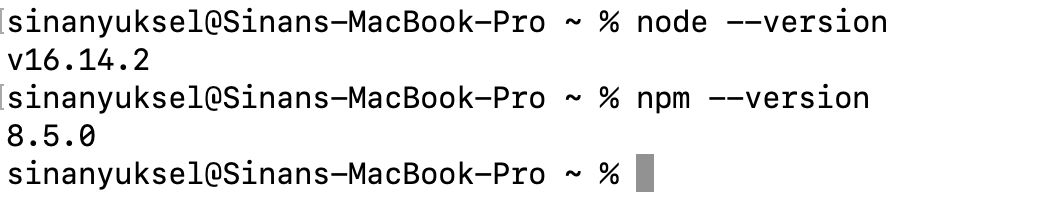 sinanyuksel@Sinans-MacBook-Pro ~ % node --version
v16.14.2
sinanyuksel@Sinans-MacBook-Pro ~ % npm --version
8.5.0
sinanyuksel@Sinans-MacBook-Pro ~ %